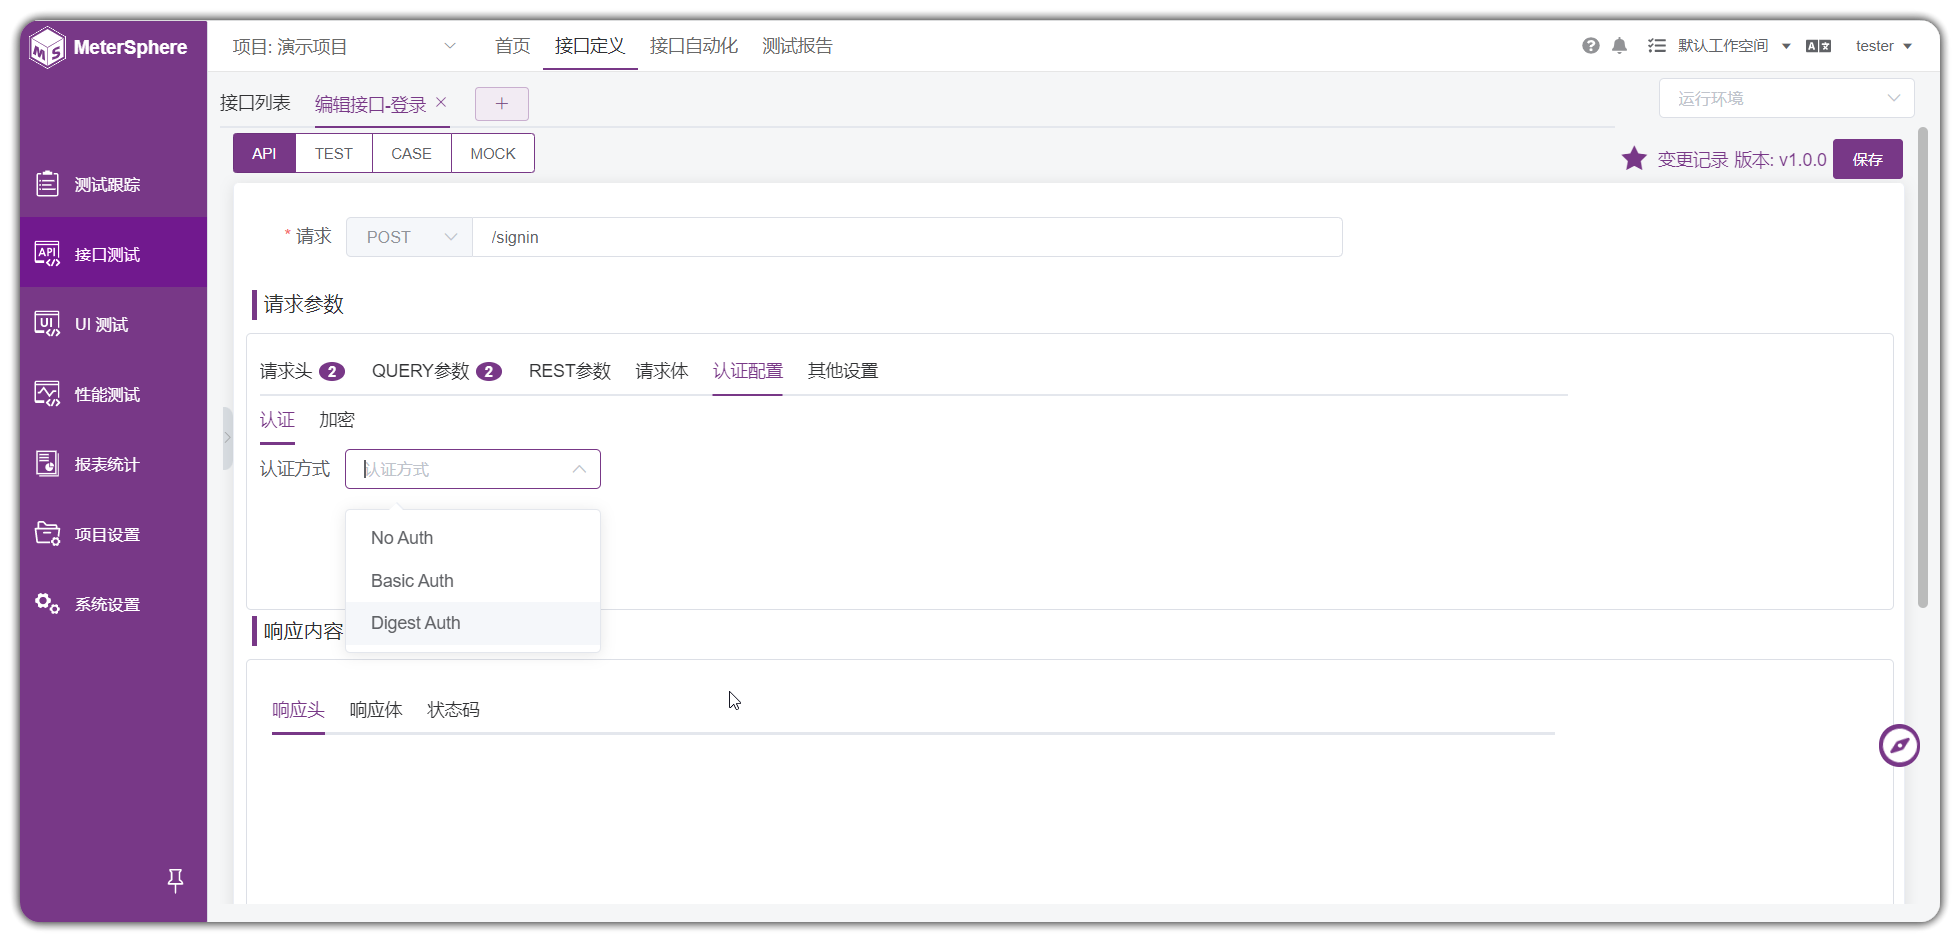 MeterSphere
项目: 演示项目
首页
接口定义
接口自动化
测试报告
默认工作空间
tester
接口列表
编辑接口-登录
运行环境
API
TEST
CASE
MOCK
变更记录 版本: v1.0.0
保存
测试跟踪
接口测试
UI 测试
性能测试
报表统计
项目设置
系统设置
* 请求
POST
/signin
请求参数
请求头 2
QUERY参数 2
REST参数
请求体
认证配置
其他设置
认证
加密
认证方式
认证方式
No Auth
Basic Auth
Digest Auth
响应内容
响应头
响应体
状态码